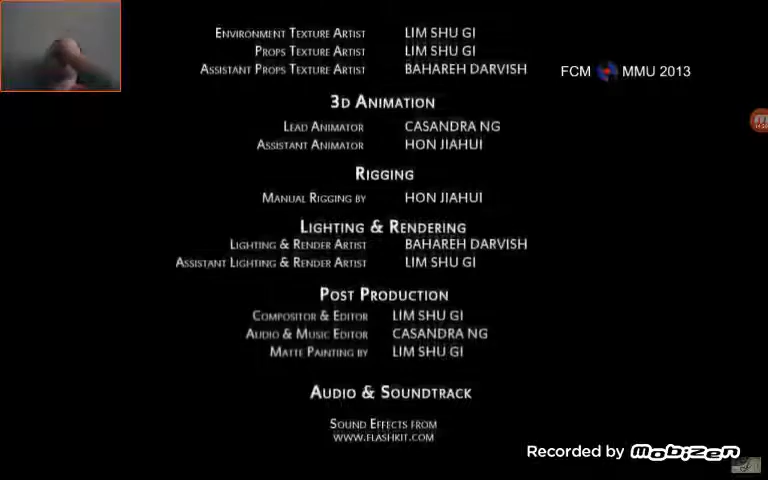 ENVIRONMENT TEXTURE ARTIST LIM SHU GI
PROPS TEXTURE ARTIST LIM SHU GI
ASSISTANT PROPS TEXTURE ARTIST BAHAREH DARVISH
FCM MMU 2013
3D ANIMATION
LEAD ANIMATOR CASANDRA NG
ASSISTANT ANIMATOR HON JIAHUI
RIGGING
MANUAL RIGGING BY HON JIAHUI
LIGHTING & RENDERING
LIGHTING & RENDER ARTIST BAHAREH DARVISH
ASSISTANT LIGHTING & RENDER ARTIST LIM SHU GI
POST PRODUCTION
COMPOSITOR & EDITOR LIM SHU GI
AUDIO & MUSIC EDITOR CASANDRA NG
MATTE PAINTING BY LIM SHU GI
AUDIO & SOUNDTRACK
SOUND EFFECTS FROM
WWW.FLASHKIT.COM
Recorded by mobizen